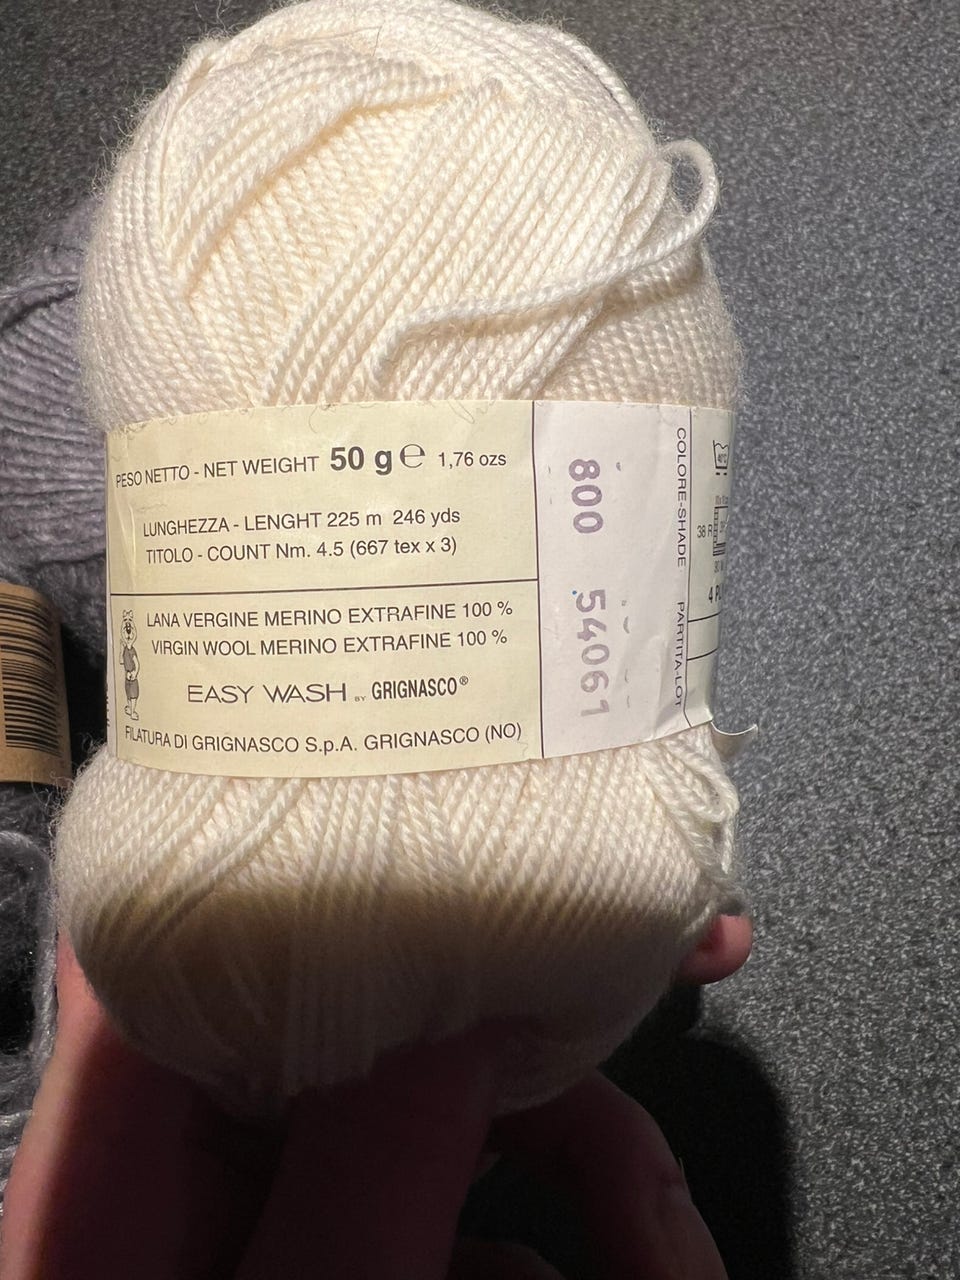 PESO NETTO - NET WEIGHT 50 g ℮ 1,76 ozs
LUNGHEZZA - LENGHT 225 m 246 yds
TITOLO - COUNT Nm. 4.5 (667 tex x 3)
LANA VERGINE MERINO EXTRAFINE 100 %
VIRGIN WOOL MERINO EXTRAFINE 100 %
EASY WASH BY GRIGNASCO®
FILATURA DI GRIGNASCO S.p.A. GRIGNASCO (NO)
800 54061
COLORE-SHADE PARTITA-LOT
38 R